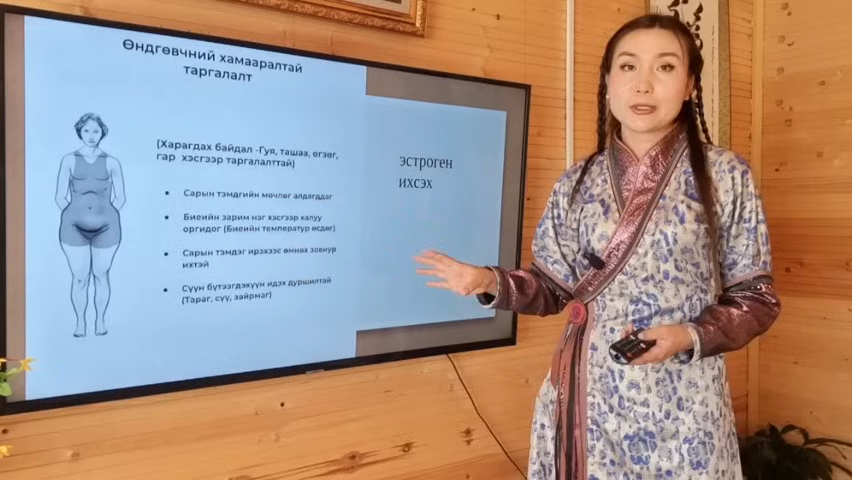 Өндгөвчний хамааралтай
таргалалт
(Харагдах байдал -Гуя, ташаа, өгзөг,
гар хэсгээр таргалалттай)
Сарын тэмдгийн мөчлөг алдагддаг
Биеийн зарим нэг хэсгээр халуу
оргидог (Биеийн температур өсдөг)
Сарын тэмдэг ирэхээс өмнөх зовиур
ихтэй
Сүүн бүтээгдэхүүн идэх дуршилтай
(Тараг, сүү, зайрмаг)
эстроген
ихсэх